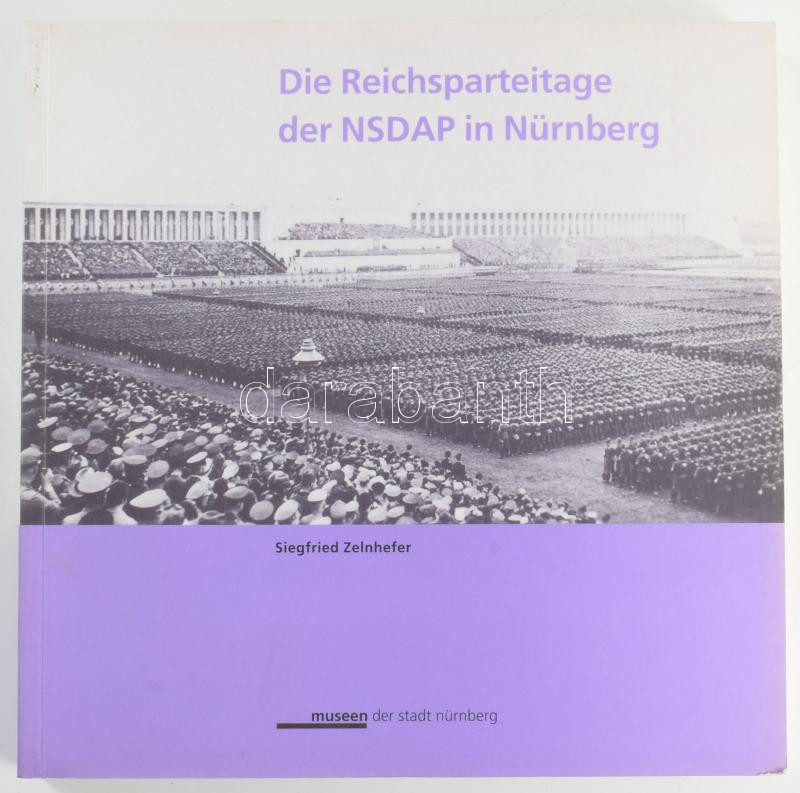 Die Reichsparteitage
der NSDAP in Nürnberg
darabanth
Siegfried Zelnhefer
museen der stadt nürnberg